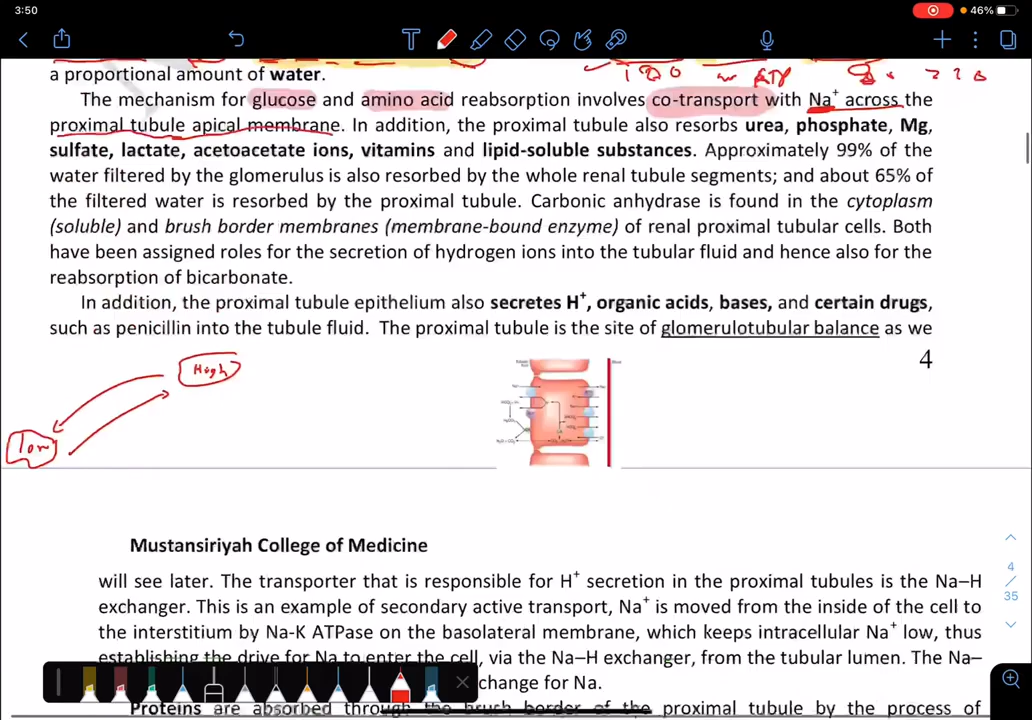 3:50
46%
a proportional amount of water.
The mechanism for glucose and amino acid reabsorption involves co-transport with Na+ across the
proximal tubule apical membrane. In addition, the proximal tubule also resorbs urea, phosphate, Mg,
sulfate, lactate, acetoacetate ions, vitamins and lipid-soluble substances. Approximately 99% of the
water filtered by the glomerulus is also resorbed by the whole renal tubule segments; and about 65% of
the filtered water is resorbed by the proximal tubule. Carbonic anhydrase is found in the cytoplasm
(soluble) and brush border membranes (membrane-bound enzyme) of renal proximal tubular cells. Both
have been assigned roles for the secretion of hydrogen ions into the tubular fluid and hence also for the
reabsorption of bicarbonate.
In addition, the proximal tubule epithelium also secretes H+, organic acids, bases, and certain drugs,
such as penicillin into the tubule fluid. The proximal tubule is the site of glomerulotubular balance as we
4
High
low
Mustansiriyah College of Medicine
will see later. The transporter that is responsible for H+ secretion in the proximal tubules is the Na–H
exchanger. This is an example of secondary active transport, Na+ is moved from the inside of the cell to
the interstitium by Na-K ATPase on the basolateral membrane, which keeps intracellular Na+ low, thus
establishing the drive for Na to enter the cell, via the Na–H exchanger, from the tubular lumen. The Na–
change for Na.
Proteins are absorbed through the brush border of the proximal tubule by the process of
4
/
35